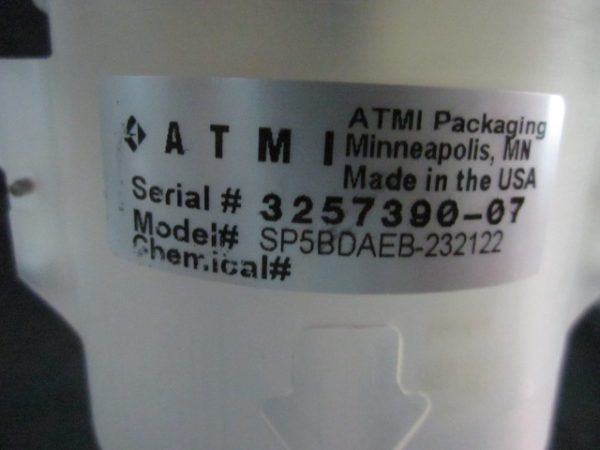 ATMI
ATMI Packaging
Minneapolis, MN
Made in the USA
Serial # 3257390-07
Model# SP5BDAEB-232122
Chemical#